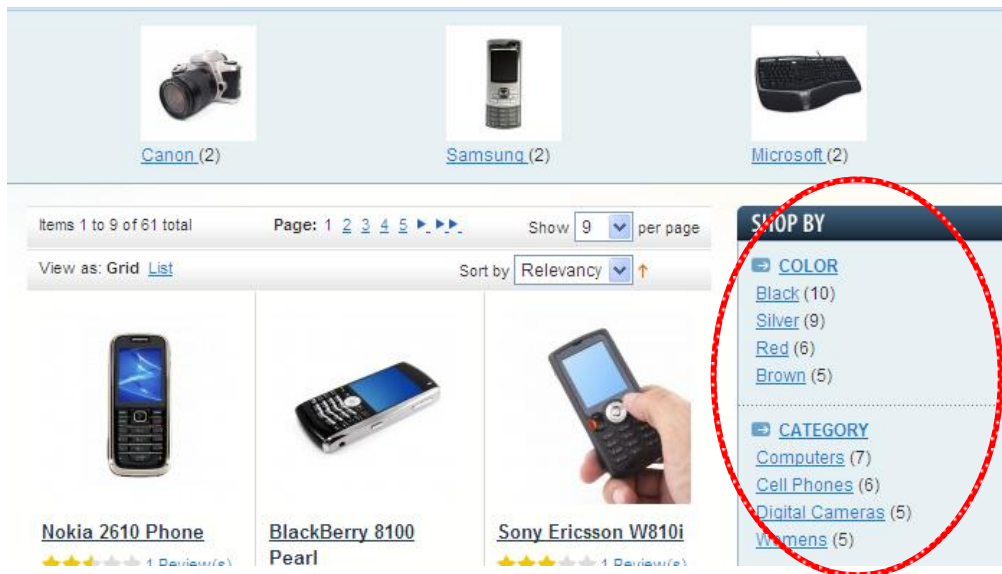 Canon (2)
Samsung (2)
Microsoft (2)
Items 1 to 9 of 61 total
Page: 1 2 3 4 5
Show 9 per page
View as: Grid List
Sort by Relevancy
Nokia 2610 Phone
BlackBerry 8100
Pearl
Sony Ericsson W810i
1 Review(s)
1 Review(s)
SHOP BY
COLOR
Black (10)
Silver (9)
Red (6)
Brown (5)
CATEGORY
Computers (7)
Cell Phones (6)
Digital Cameras (5)
Womens (5)